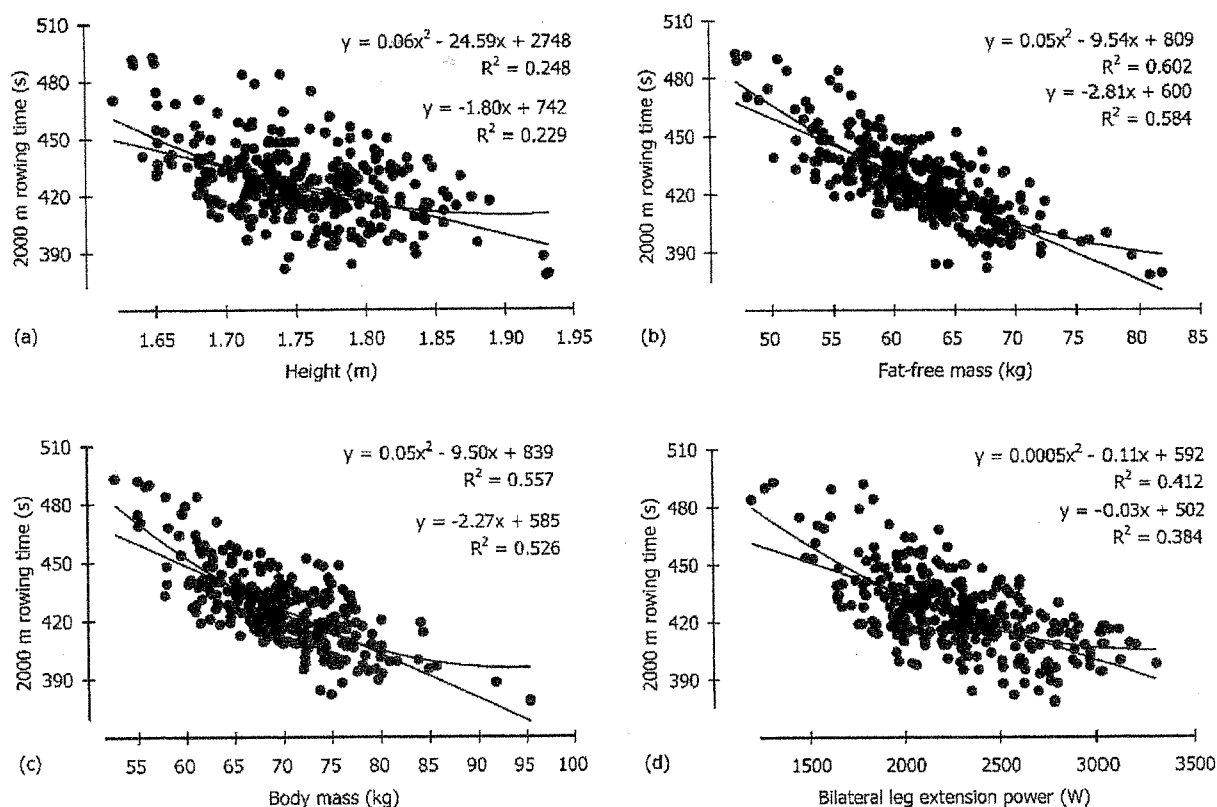 510
480
450
420
390
2000 m rowing time (s)
y = 0.06x² - 24.59x + 2748
R² = 0.248
y = -1.80x + 742
R² = 0.229
1.65 1.70 1.75 1.80 1.85 1.90 1.95
(a)
Height (m)
510
480
450
420
390
2000 m rowing time (s)
y = 0.05x² - 9.54x + 809
R² = 0.602
y = -2.81x + 600
R² = 0.584
50 55 60 65 70 75 80 85
(b)
Fat-free mass (kg)
510
480
450
420
390
2000 m rowing time (s)
y = 0.05x² - 9.50x + 839
R² = 0.557
y = -2.27x + 585
R² = 0.526
55 60 65 70 75 80 85 90 95 100
(c)
Body mass (kg)
510
480
450
420
390
2000 m rowing time (s)
y = 0.0005x² - 0.11x + 592
R² = 0.412
y = -0.03x + 502
R² = 0.384
1500 2000 2500 3000 3500
(d)
Bilateral leg extension power (W)